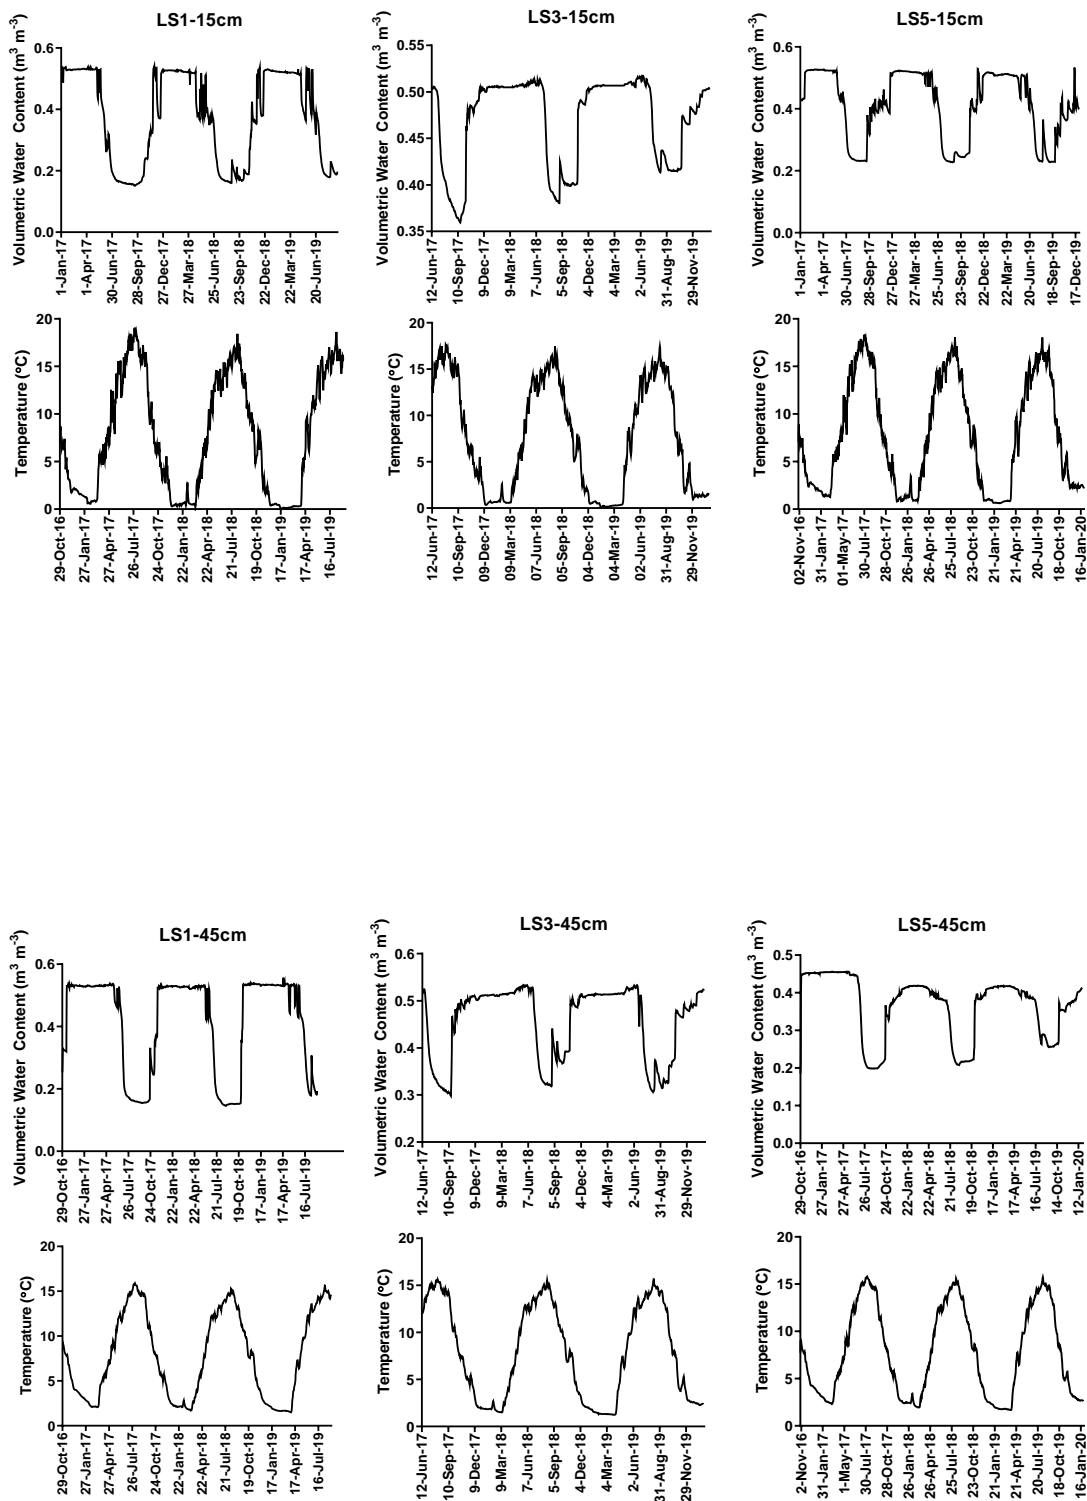 LS1-15cm
Volumetric Water Content (m³ m⁻³)
0.6
0.4
0.2
0.0
1-Jan-17
1-Apr-17
30-Jun-17
28-Sep-17
27-Dec-17
27-Mar-18
25-Jun-18
23-Sep-18
22-Dec-18
22-Mar-19
20-Jun-19
LS3-15cm
Volumetric Water Content (m³ m⁻³)
0.55
0.50
0.45
0.40
0.35
12-Jun-17
10-Sep-17
9-Dec-17
9-Mar-18
7-Jun-18
5-Sep-18
4-Dec-18
4-Mar-19
2-Jun-19
31-Aug-19
29-Nov-19
LS5-15cm
Volumetric Water Content (m³ m⁻³)
0.6
0.4
0.2
0.0
1-Jan-17
1-Apr-17
30-Jun-17
28-Sep-17
27-Dec-17
27-Mar-18
25-Jun-18
23-Sep-18
22-Dec-18
22-Mar-19
20-Jun-19
18-Sep-19
17-Dec-19
Temperature (°C)
20
15
10
5
0
29-Oct-16
27-Jan-17
27-Apr-17
26-Jul-17
24-Oct-17
22-Jan-18
22-Apr-18
21-Jul-18
19-Oct-18
17-Jan-19
17-Apr-19
16-Jul-19
Temperature (°C)
20
15
10
5
0
12-Jun-17
10-Sep-17
09-Dec-17
09-Mar-18
07-Jun-18
05-Sep-18
04-Dec-18
04-Mar-19
02-Jun-19
31-Aug-19
29-Nov-19
Temperature (°C)
20
15
10
5
0
02-Nov-16
31-Jan-17
01-May-17
30-Jul-17
28-Oct-17
26-Jan-18
26-Apr-18
25-Jul-18
23-Oct-18
21-Jan-19
21-Apr-19
20-Jul-19
18-Oct-19
16-Jan-20
LS1-45cm
Volumetric Water Content (m³ m⁻³)
0.6
0.4
0.2
0.0
29-Oct-16
27-Jan-17
27-Apr-17
26-Jul-17
24-Oct-17
22-Jan-18
22-Apr-18
21-Jul-18
19-Oct-18
17-Jan-19
17-Apr-19
16-Jul-19
LS3-45cm
Volumetric Water Content (m³ m⁻³)
0.6
0.5
0.4
0.3
0.2
12-Jun-17
10-Sep-17
9-Dec-17
9-Mar-18
7-Jun-18
5-Sep-18
4-Dec-18
4-Mar-19
2-Jun-19
31-Aug-19
29-Nov-19
LS5-45cm
Volumetric Water Content (m³ m⁻³)
0.5
0.4
0.3
0.2
0.1
0.0
29-Oct-16
27-Jan-17
27-Apr-17
26-Jul-17
24-Oct-17
22-Jan-18
22-Apr-18
21-Jul-18
19-Oct-18
17-Jan-19
17-Apr-19
16-Jul-19
14-Oct-19
12-Jan-20
Temperature (°C)
20
15
10
5
0
29-Oct-16
27-Jan-17
27-Apr-17
26-Jul-17
24-Oct-17
22-Jan-18
22-Apr-18
21-Jul-18
19-Oct-18
17-Jan-19
17-Apr-19
16-Jul-19
Temperature (°C)
20
15
10
5
0
12-Jun-17
10-Sep-17
9-Dec-17
9-Mar-18
7-Jun-18
5-Sep-18
4-Dec-18
4-Mar-19
2-Jun-19
31-Aug-19
29-Nov-19
Temperature (°C)
20
15
10
5
0
2-Nov-16
31-Jan-17
1-May-17
30-Jul-17
28-Oct-17
26-Jan-18
26-Apr-18
25-Jul-18
23-Oct-18
21-Jan-19
21-Apr-19
20-Jul-19
18-Oct-19
16-Jan-20